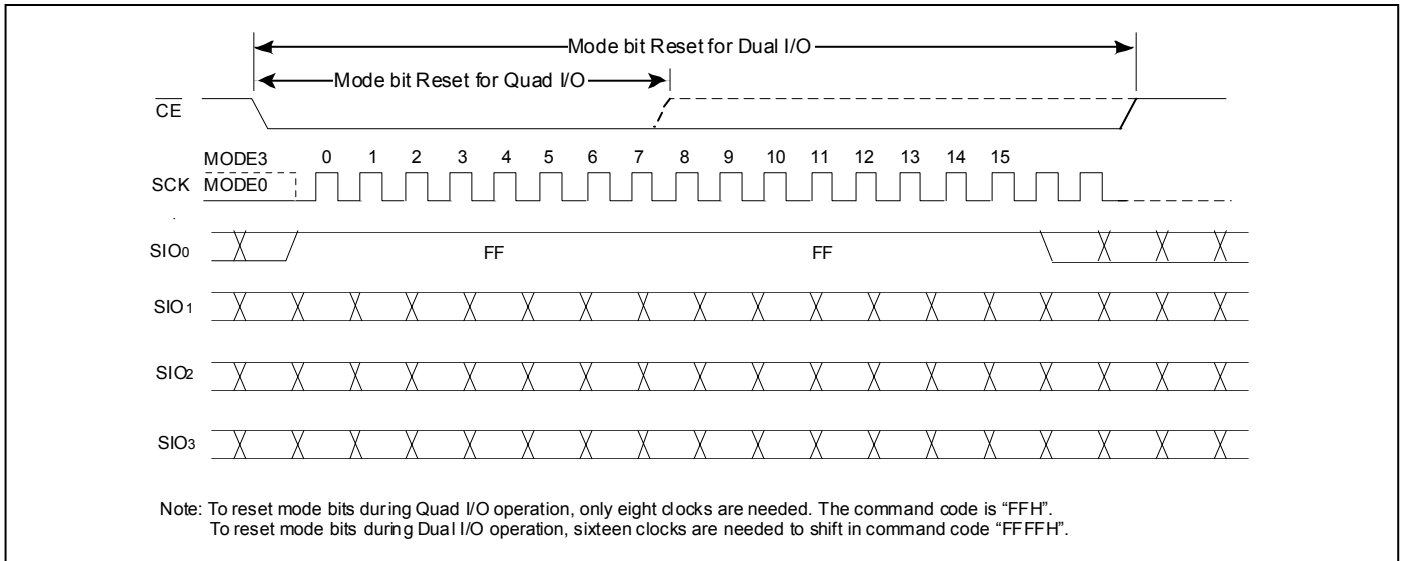 Mode bit Reset for Dual I/O
Mode bit Reset for Quad I/O
CE
MODE3 0 1 2 3 4 5 6 7 8 9 10 11 12 13 14 15
SCK MODE0
SIO0 FF FF
SIO1
SIO2
SIO3
Note: To reset mode bits during Quad I/O operation, only eight clocks are needed. The command code is “FFH”.
To reset mode bits during Dual I/O operation, sixteen clocks are needed to shift in command code “FFFFH”.